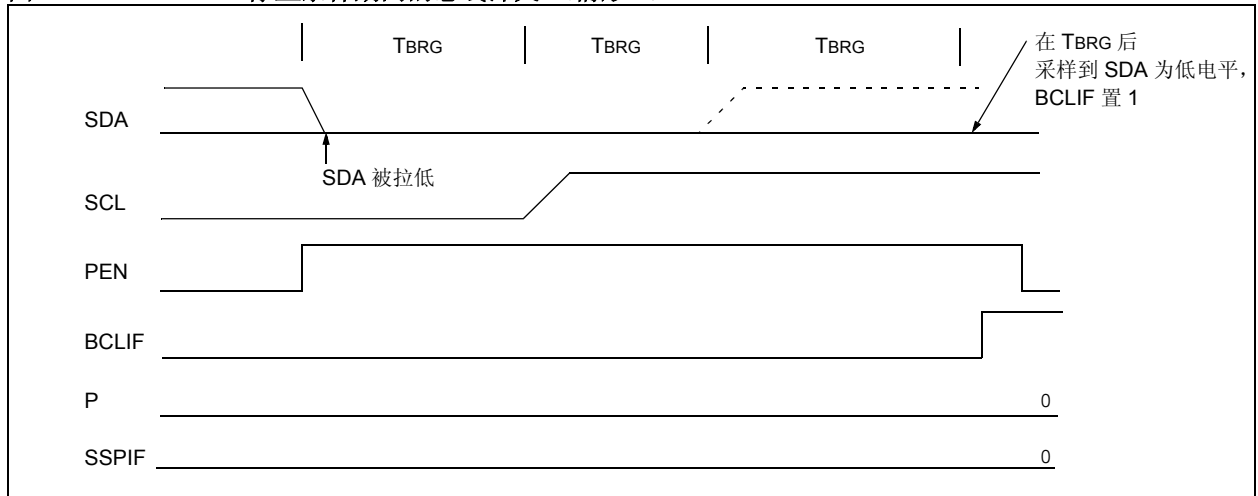 TBRG TBRG TBRG
在 TBRG 后
采样到 SDA 为低电平，
BCLIF 置 1
SDA
SDA 被拉低
SCL
PEN
BCLIF
P 0
SSPIF 0